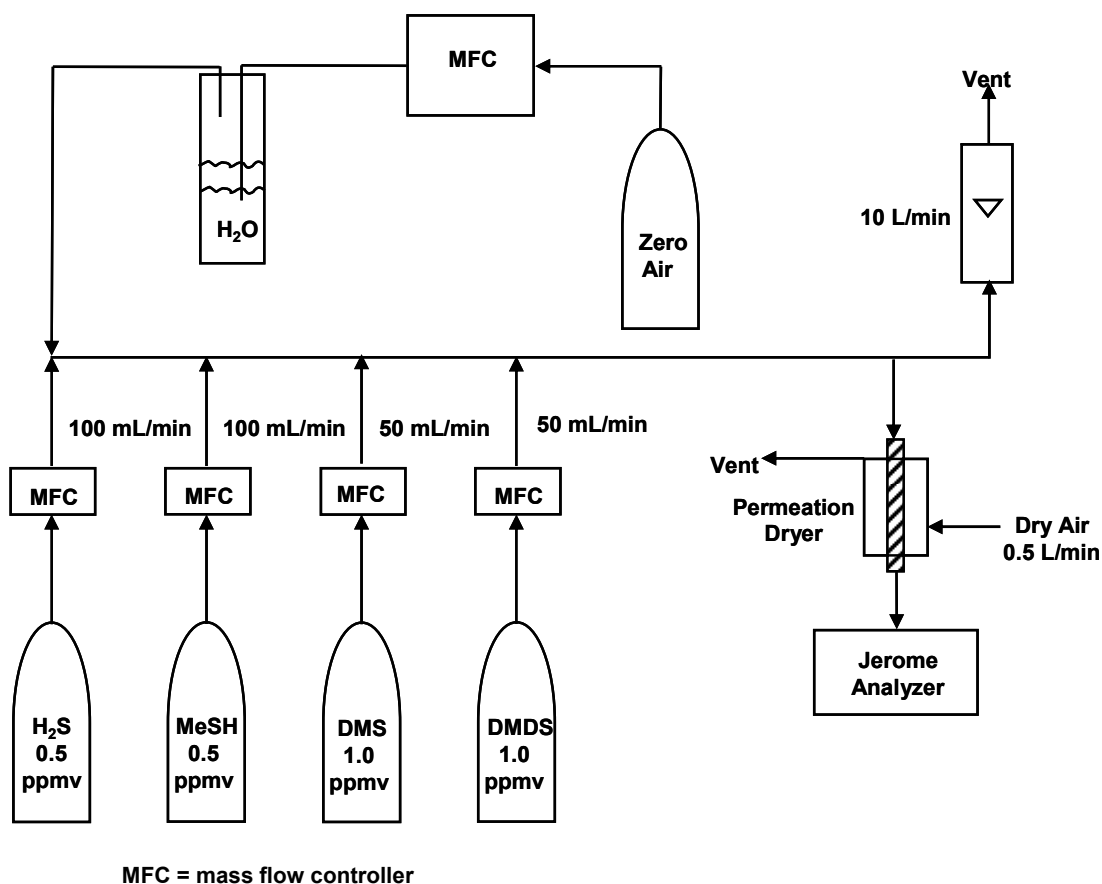 MFC
Vent
H₂O
10 L/min
Zero
Air
100 mL/min
100 mL/min
50 mL/min
50 mL/min
MFC
MFC
MFC
MFC
Vent
Permeation
Dryer
Dry Air
0.5 L/min
Jerome
Analyzer
H₂S
0.5
ppmv
MeSH
0.5
ppmv
DMS
1.0
ppmv
DMDS
1.0
ppmv
MFC = mass flow controller